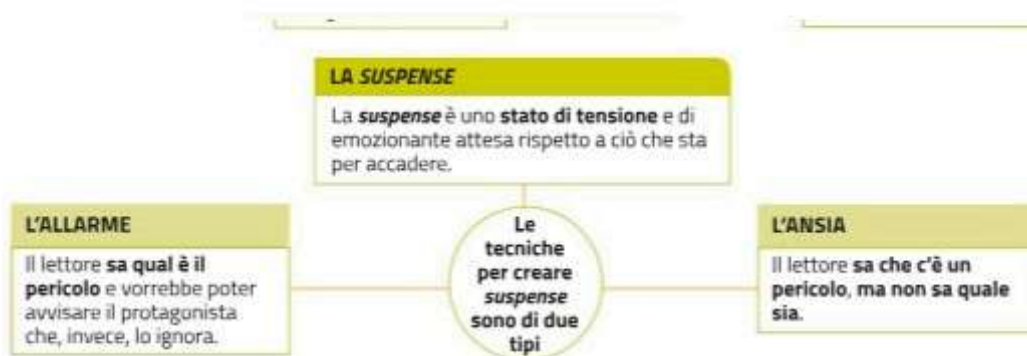 LA SUSPENSE
La suspense è uno stato di tensione e di
emozionante attesa rispetto a ciò che sta
per accadere.
L'ALLARME
Il lettore sa qual è il
pericolo e vorrebbe poter
avvisare il protagonista
che, invece, lo ignora.
Le
tecniche
per creare
suspense
sono di due
tipi
L'ANSIA
Il lettore sa che c'è un
pericolo, ma non sa quale
sia.